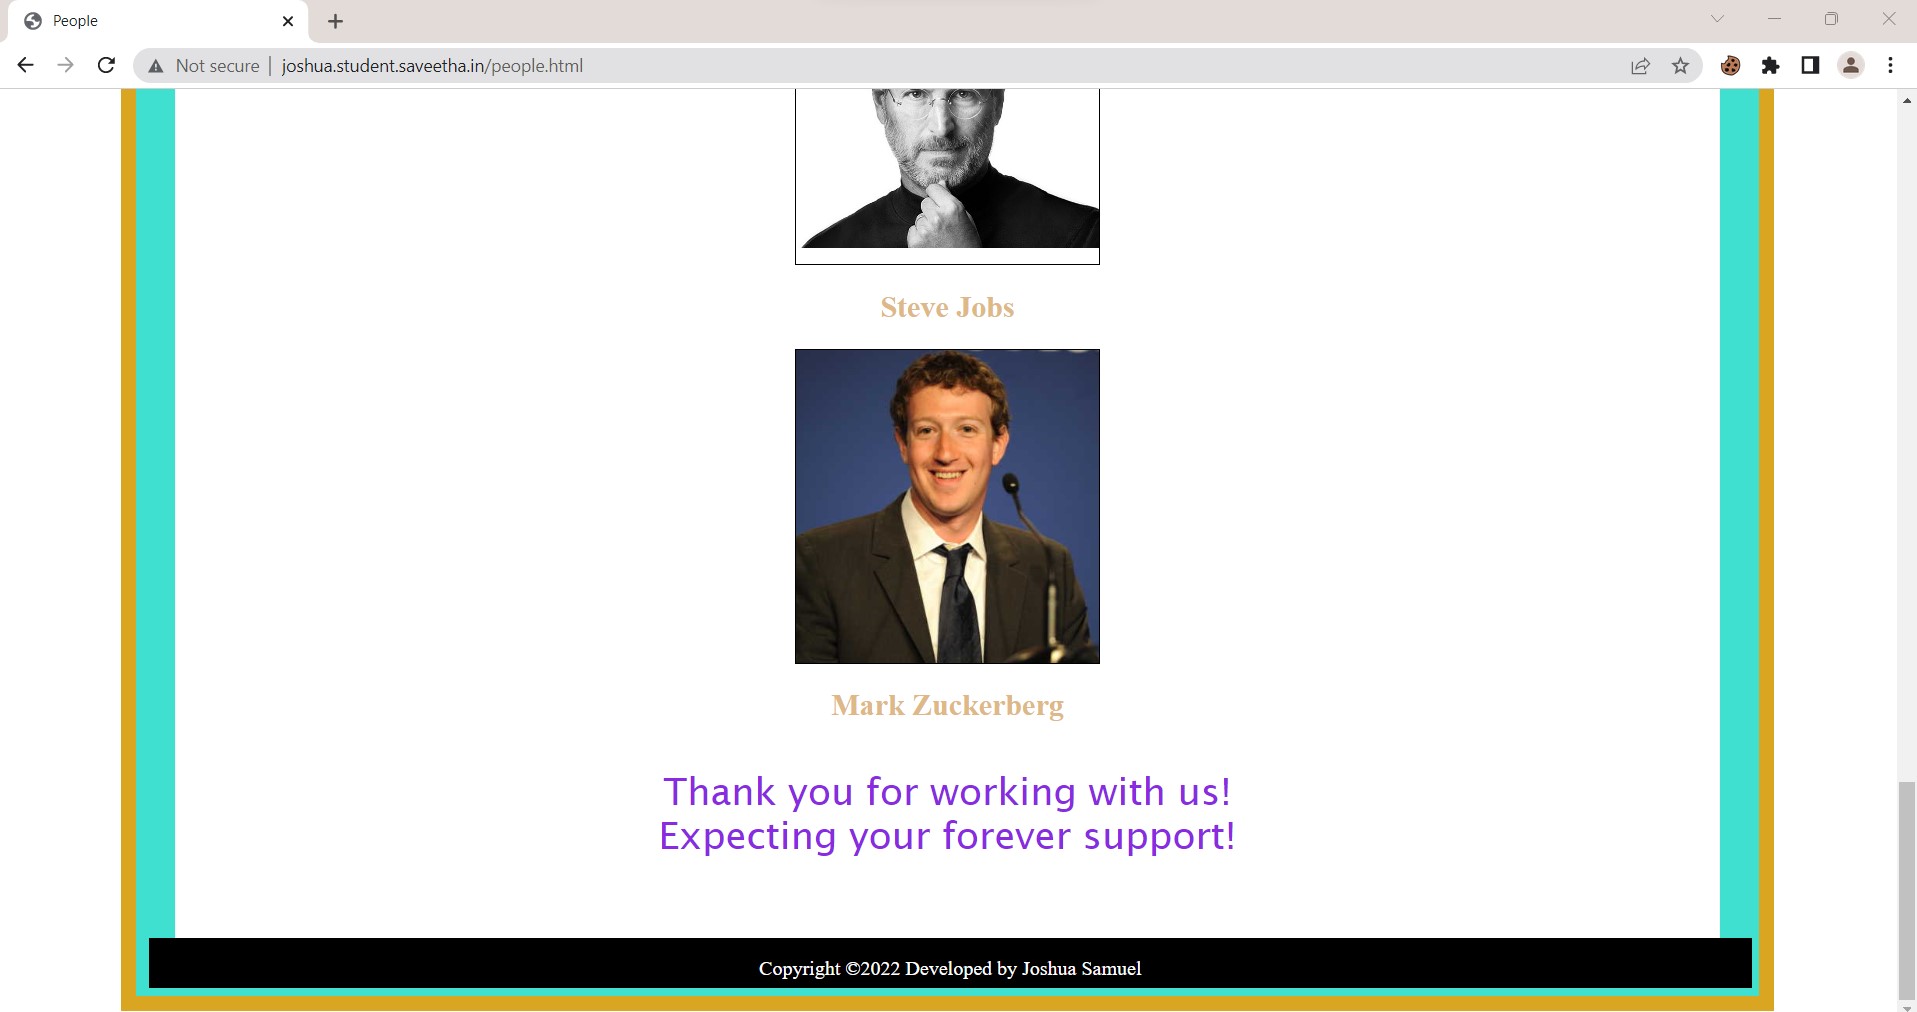 People
Not secure | joshua.student.saveetha.in/people.html
Steve Jobs
Mark Zuckerberg
Thank you for working with us!
Expecting your forever support!
Copyright ©2022 Developed by Joshua Samuel